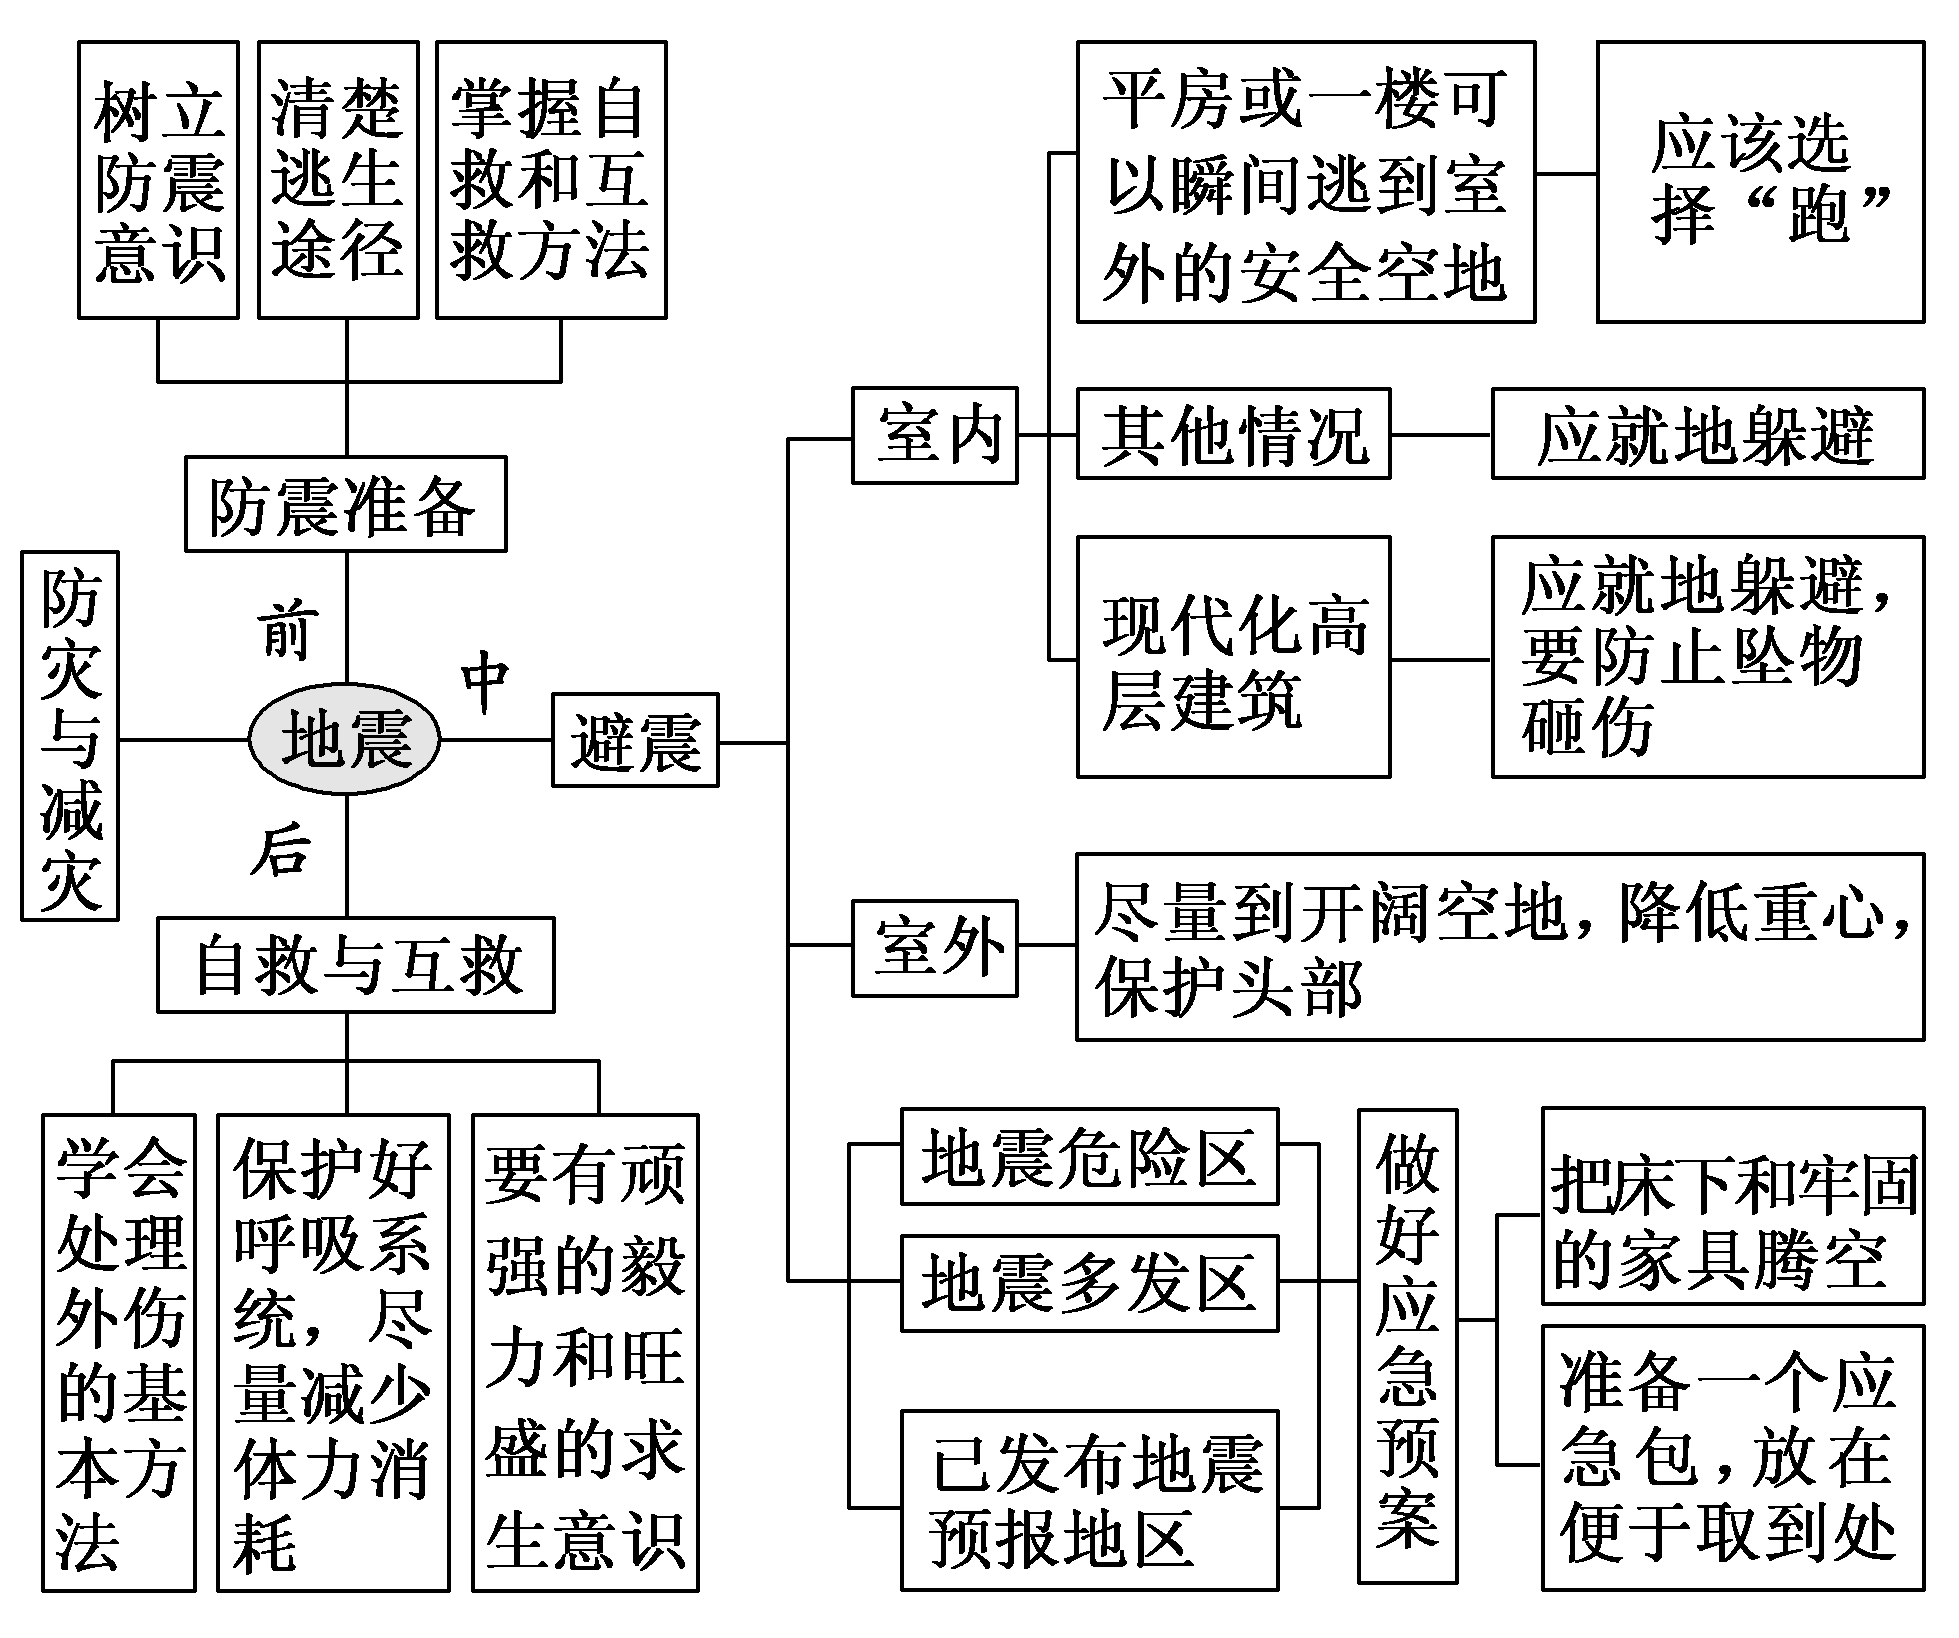 树立
防震
意识
清楚
逃生
途径
掌握自
救和互
救方法
防震准备
前
防灾与减灾
地震
中
避震
后
自救与互救
学会
处理
外伤
的基
本方
法
保护好
呼吸系
统，尽
量减少
体力消
耗
要有顽
强的毅
力和旺
盛的求
生意识
室内
平房或一楼可
以瞬间逃到室
外的安全空地
应该选
择“跑”
其他情况
应就地躲避
现代化高
层建筑
应就地躲避，
要防止坠物
砸伤
室外
尽量到开阔空地，降低重心，
保护头部
地震危险区
地震多发区
已发布地震
预报地区
做好应急预案
把床下和牢固
的家具腾空
准备一个应
急包，放在
便于取到处